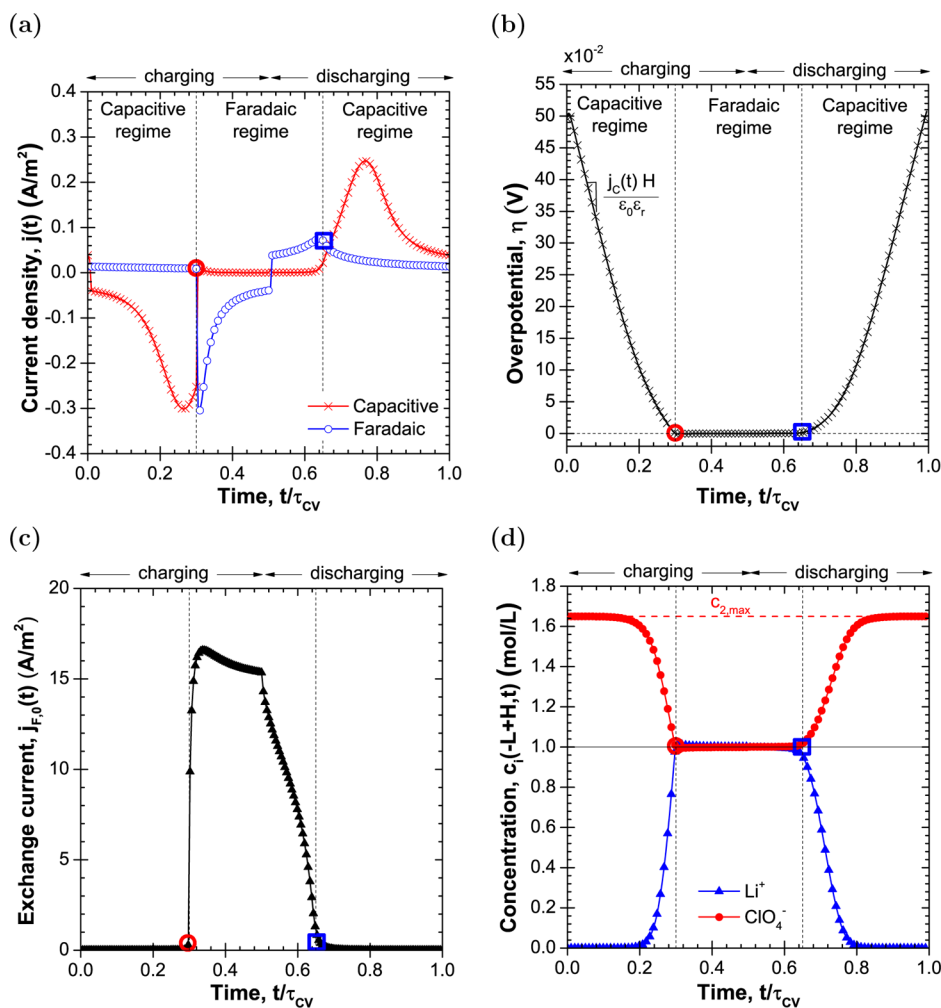 (a)
charging discharging
Capacitive regime Faradaic regime Capacitive regime
Current density, j(t) (A/m²)
0.4
0.3
0.2
0.1
0.0
-0.1
-0.2
-0.3
-0.4
Capacitive
Faradaic
0.0 0.2 0.4 0.6 0.8 1.0
Time, t/τCV
(b)
x10⁻²
charging discharging
Capacitive regime Faradaic regime Capacitive regime
Overpotential, η (V)
55
50
45
40
35
30
25
20
15
10
5
0
jC(t) H
ε0εr
0.0 0.2 0.4 0.6 0.8 1.0
Time, t/τCV
(c)
charging discharging
Exchange current, jF,0(t) (A/m²)
20
15
10
5
0
0.0 0.2 0.4 0.6 0.8 1.0
Time, t/τCV
(d)
charging discharging
Concentration, ci(-L+H,t) (mol/L)
1.8
1.6
1.4
1.2
1.0
0.8
0.6
0.4
0.2
0.0
c2,max
Li⁺
ClO4⁻
0.0 0.2 0.4 0.6 0.8 1.0
Time, t/τCV